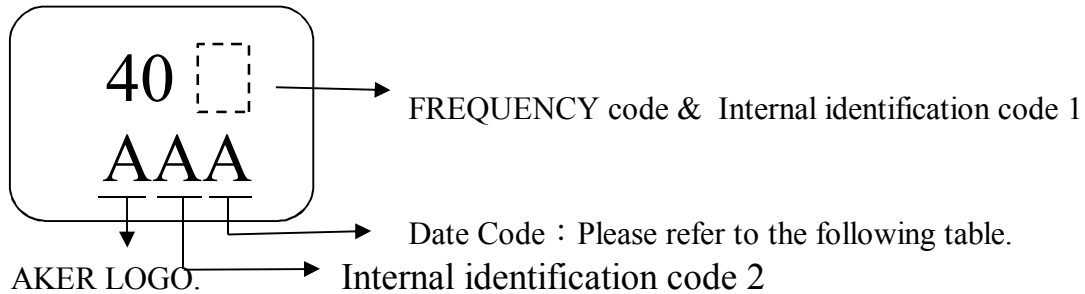 40
FREQUENCY code & Internal identification code 1
AAA
Date Code：Please refer to the following table.
AKER LOGO.
Internal identification code 2